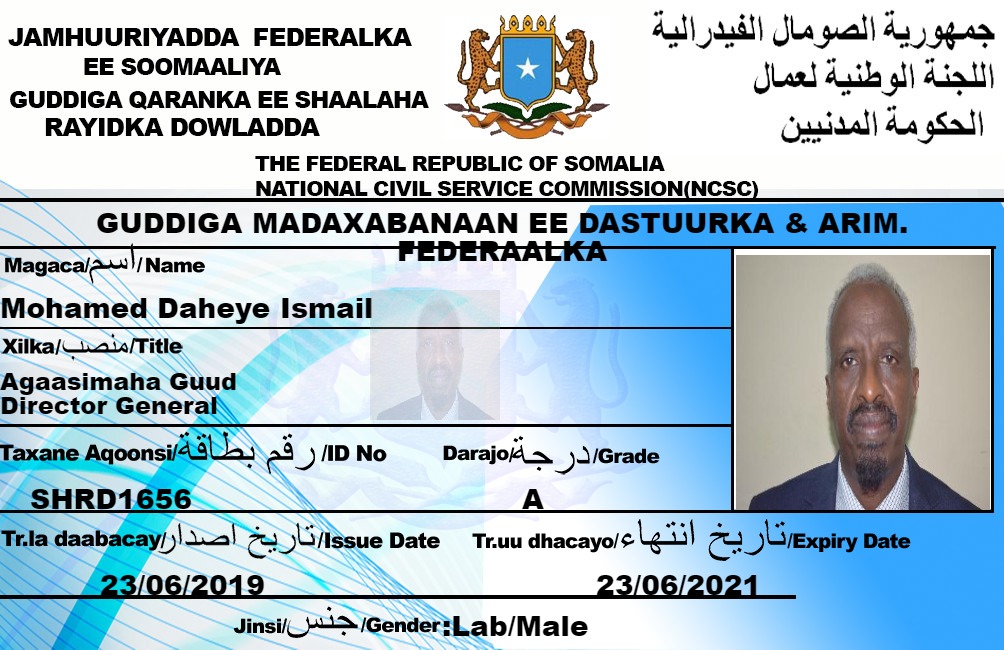 JAMHUURIYADDA FEDERALKA
EE SOOMAALIYA
GUDDIGA QARANKA EE SHAALAHA
RAYIDKA DOWLADDA
جمهورية الصومال الفيدرالية
اللجنة الوطنية لعمال
الحكومة المدنيين
THE FEDERAL REPUBLIC OF SOMALIA
NATIONAL CIVIL SERVICE COMMISSION(NCSC)
GUDDIGA MADAXABANAAN EE DASTUURKA & ARIM.
FEDERAALKA
Magaca/اسم/Name
Mohamed Daheye Ismail
Xilka/منصب/Title
Agaasimaha Guud
Director General
Taxane Aqoonsi/رقم بطاقة/ID No
Darajo/درجة/Grade
SHRD1656
A
Tr.la daabacay/تاريخ اصدار/Issue Date
Tr.uu dhacayo/تاريخ انتهاء/Expiry Date
23/06/2019
23/06/2021
Jinsi/جنس/Gender:Lab/Male